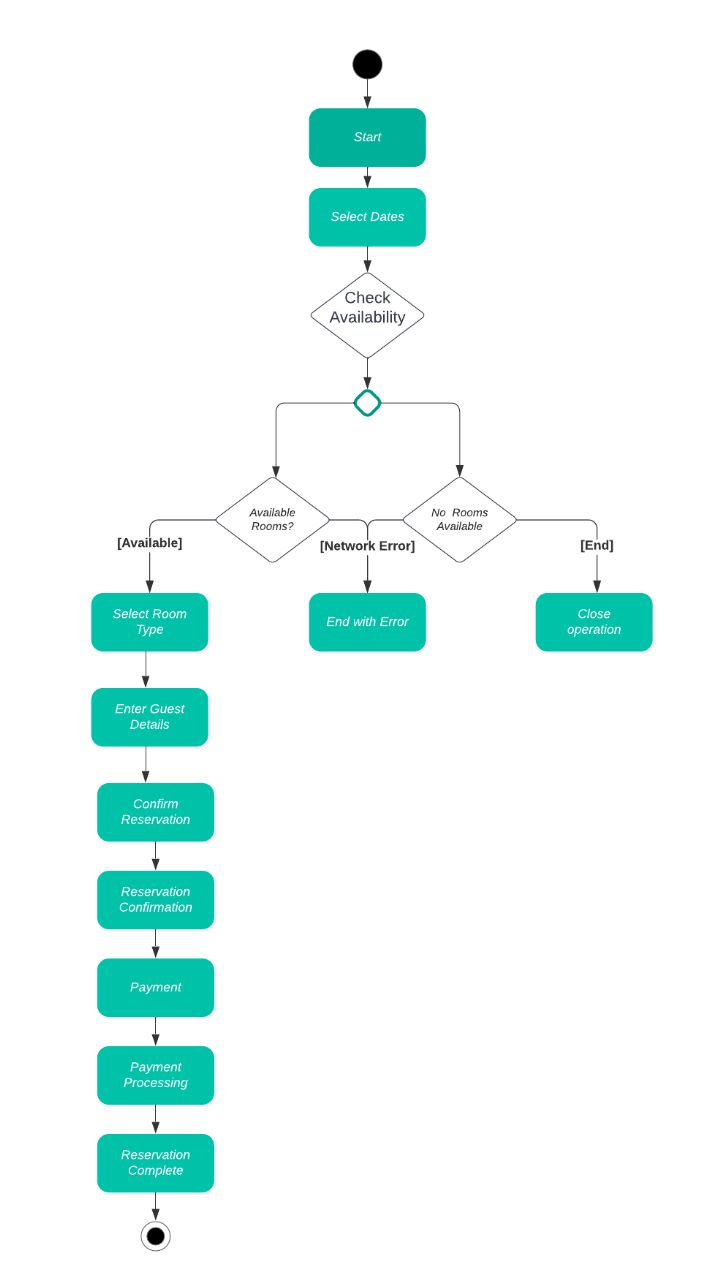 Start
Select Dates
Check
Availability
Available
Rooms?
No Rooms
Available
[Available]
[Network Error]
[End]
Select Room
Type
End with Error
Close
operation
Enter Guest
Details
Confirm
Reservation
Reservation
Confirmation
Payment
Payment
Processing
Reservation
Complete